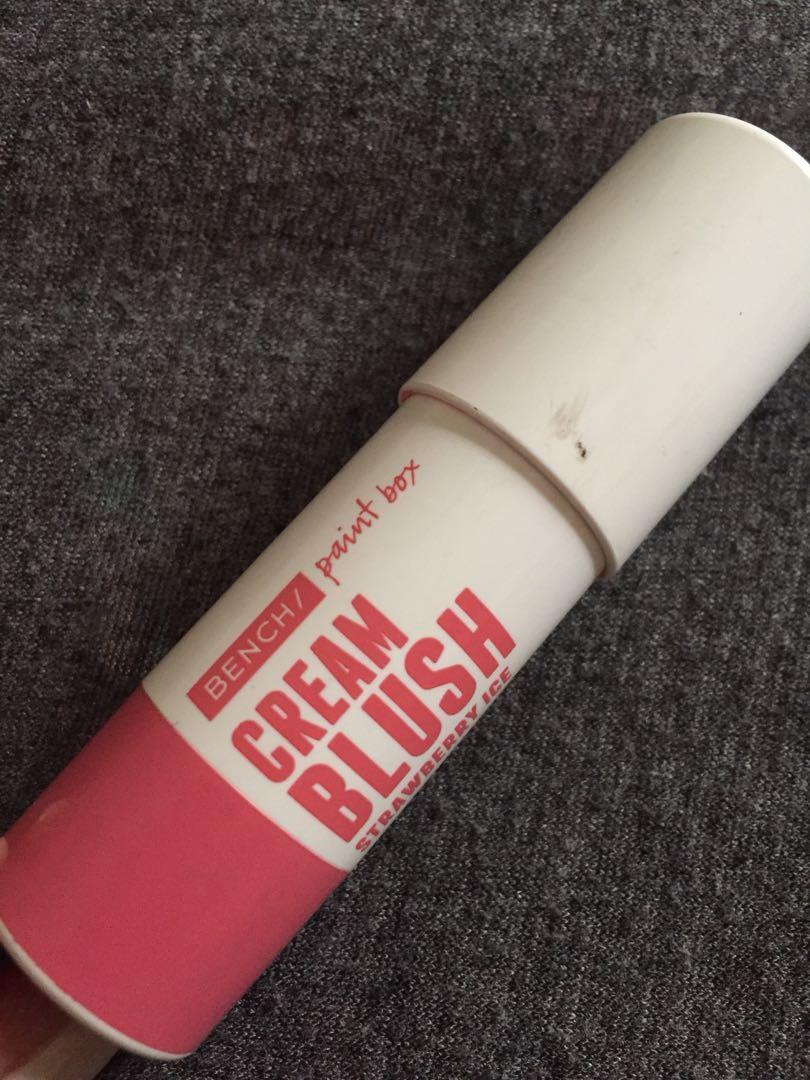 BENCH/ paint box
CREAM
BLUSH
STRAWBERRY ICE